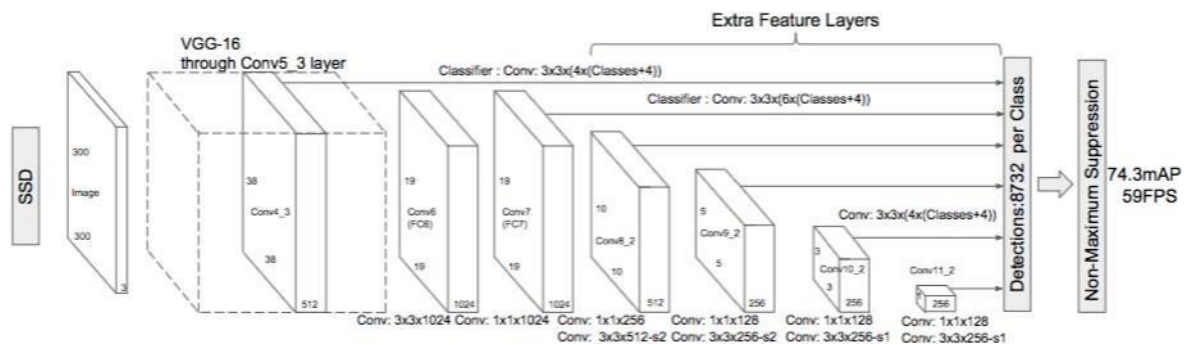 Extra Feature Layers
VGG-16
through Conv5_3 layer
Classifier : Conv: 3x3x(4x(Classes+4))
Classifier : Conv: 3x3x(6x(Classes+4))
SSD
300
Image
300
3
38
Conv4_3
38
512
19
Conv6
(FC6)
19
1024
19
Conv7
(FC7)
19
1024
10
Conv8_2
10
512
5
Conv9_2
5
256
Conv: 3x3x(4x(Classes+4))
3
Conv10_2
3
256
Conv11_2
1
256
Detections:8732 per Class
Non-Maximum Suppression
74.3mAP
59FPS
Conv: 3x3x1024
Conv: 1x1x1024
Conv: 1x1x256
Conv: 3x3x512-s2
Conv: 1x1x128
Conv: 3x3x256-s2
Conv: 1x1x128
Conv: 3x3x256-s1
Conv: 1x1x128
Conv: 3x3x256-s1